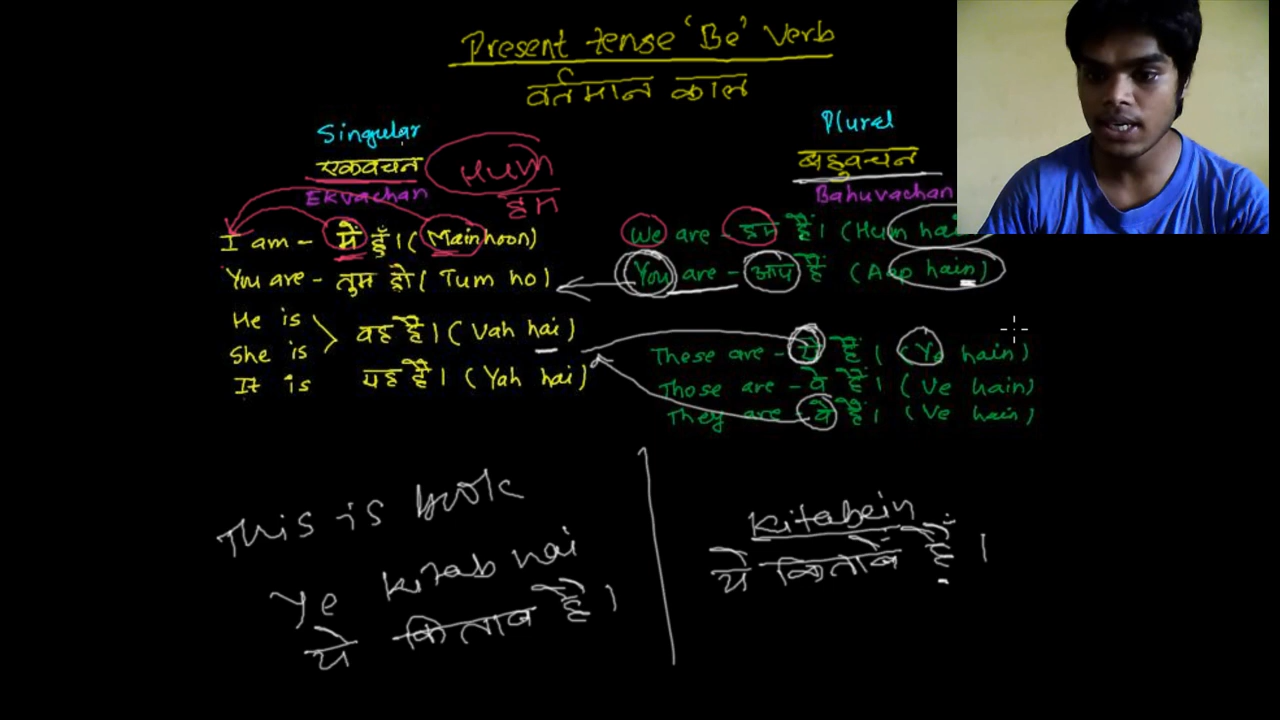 Present tense 'Be' Verb
वर्तमान काल
Singular
एकवचन
Ekvachan
Hum
हम
I am - मैं हूँ। (Main hoon)
You are - तुम हो (Tum ho)
He is
She is
It is
वह है। (Vah hai)
यह है। (Yah hai)
Plural
बहुवचन
Bahuvachan
We are - हम हैं। (Hum hai
You are - आप हैं (Aap hain)
These are - ये हैं। (Ye hain)
Those are - वे हैं। (Ve hain)
They are - वे हैं। (Ve hain)
This is book
Ye kitab hai
ये किताब है।
Kitabein
ये किताबें हैं।